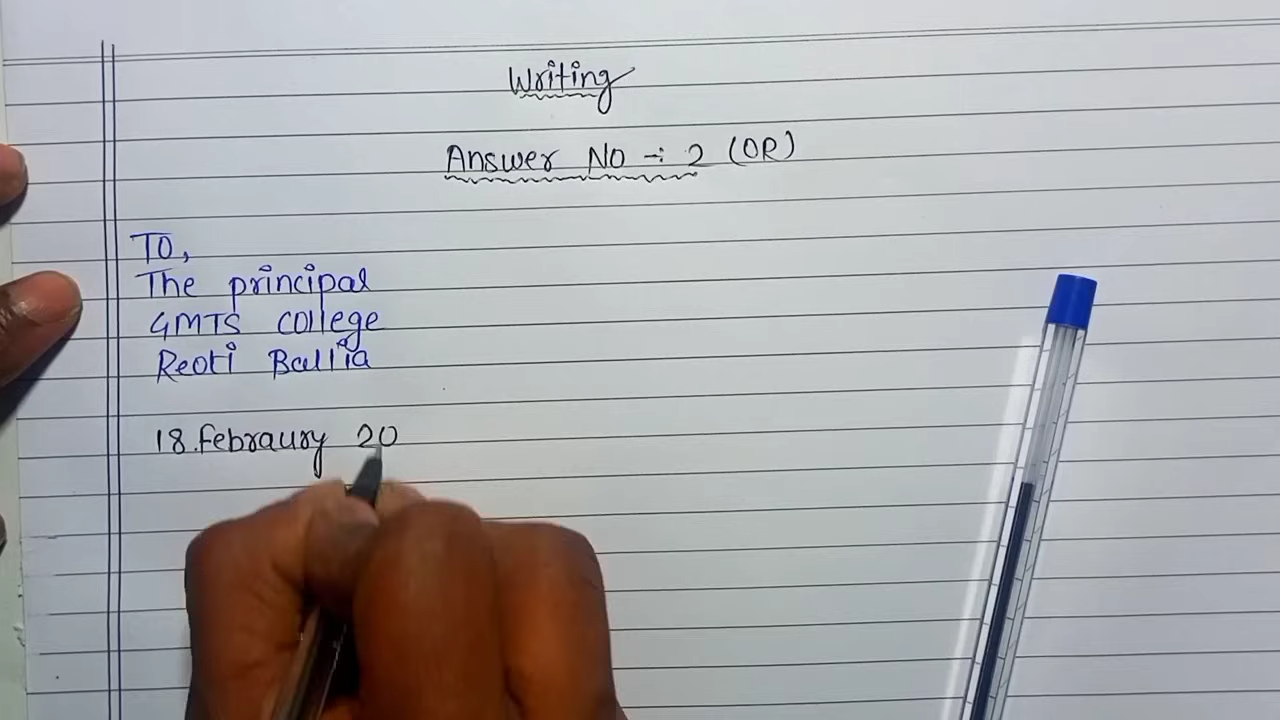 Writing
Answer No -: 2 (OR)
To,
The principal
GMTS College
Reoti Ballia
18.Febraury 20